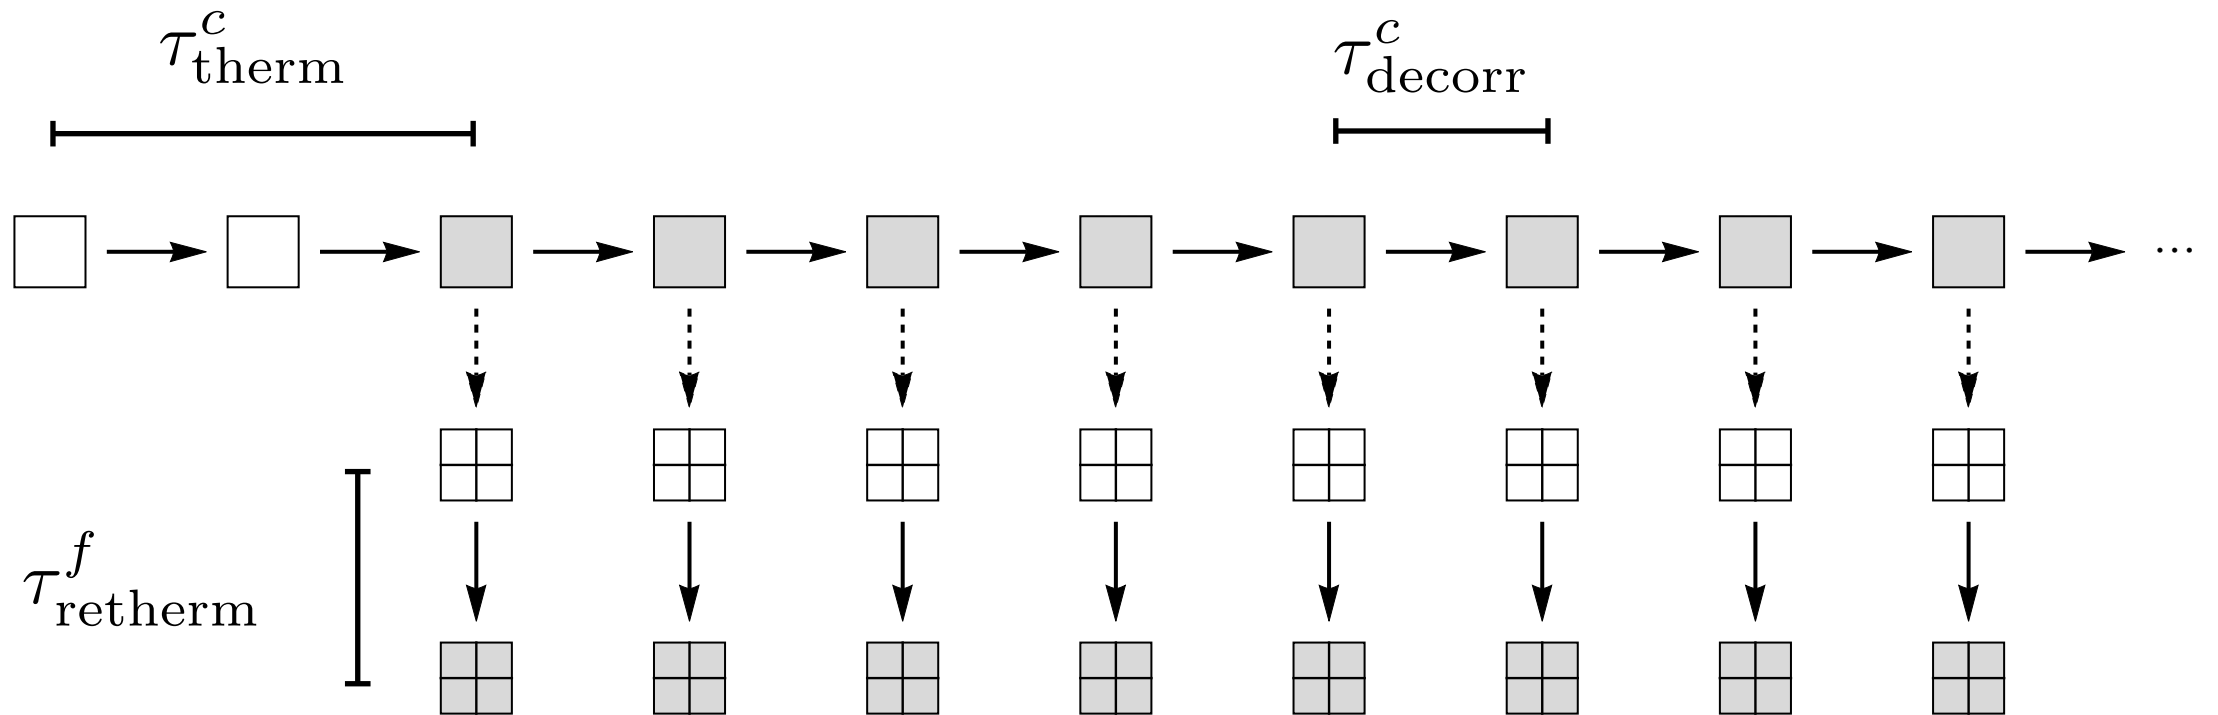 τ^c_therm
τ^c_decorr
...
τ^f_retherm